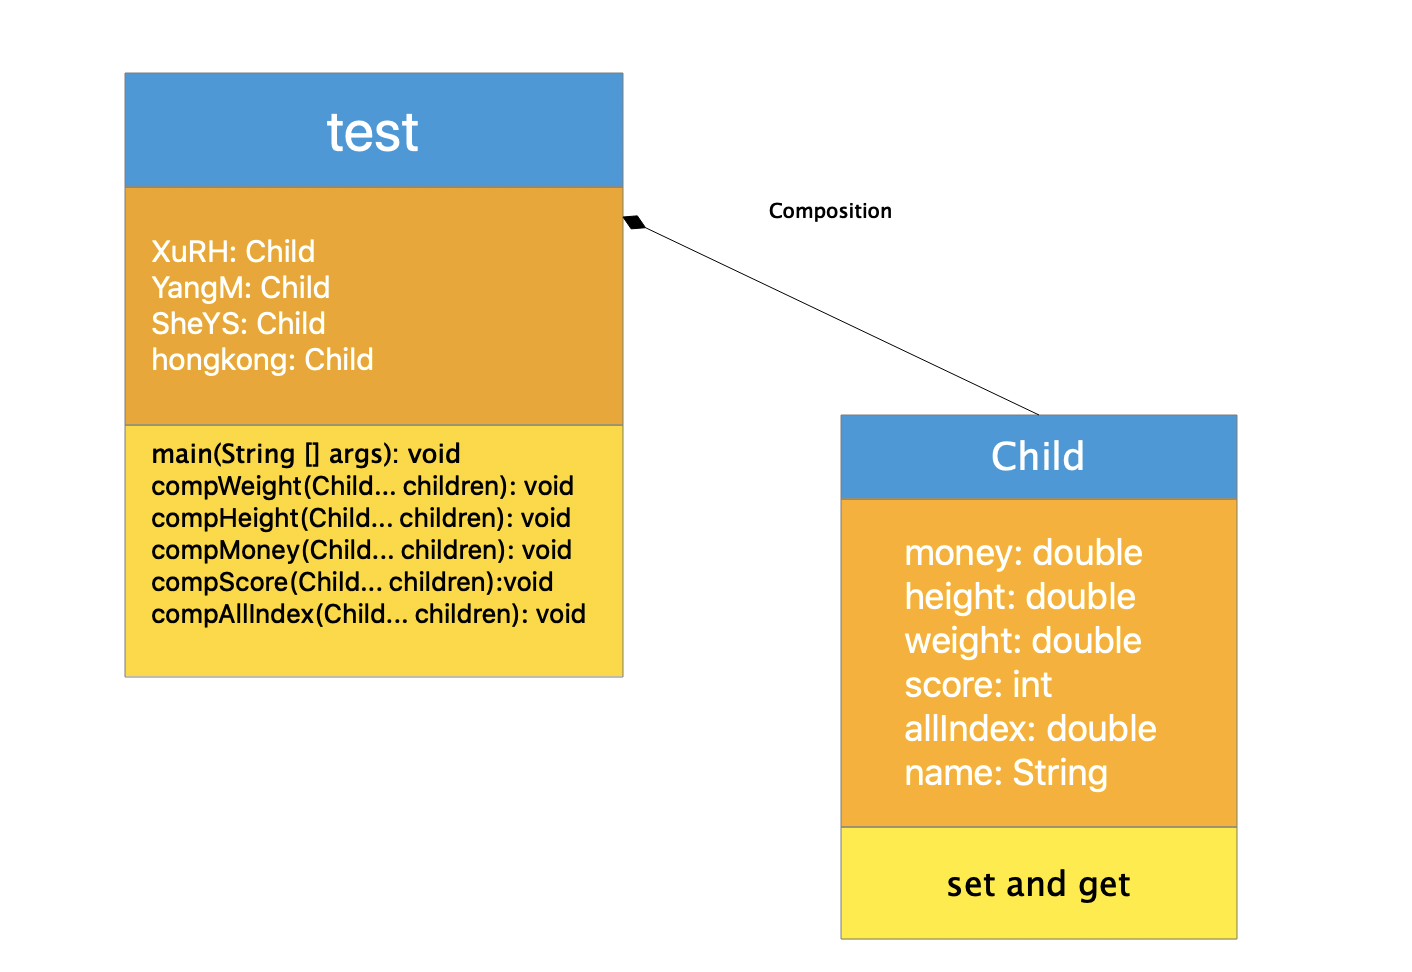 test
XuRH: Child
YangM: Child
SheYS: Child
hongkong: Child
main(String [] args): void
compWeight(Child... children): void
compHeight(Child... children): void
compMoney(Child... children): void
compScore(Child... children):void
compAllIndex(Child... children): void
Composition
Child
money: double
height: double
weight: double
score: int
allIndex: double
name: String
set and get